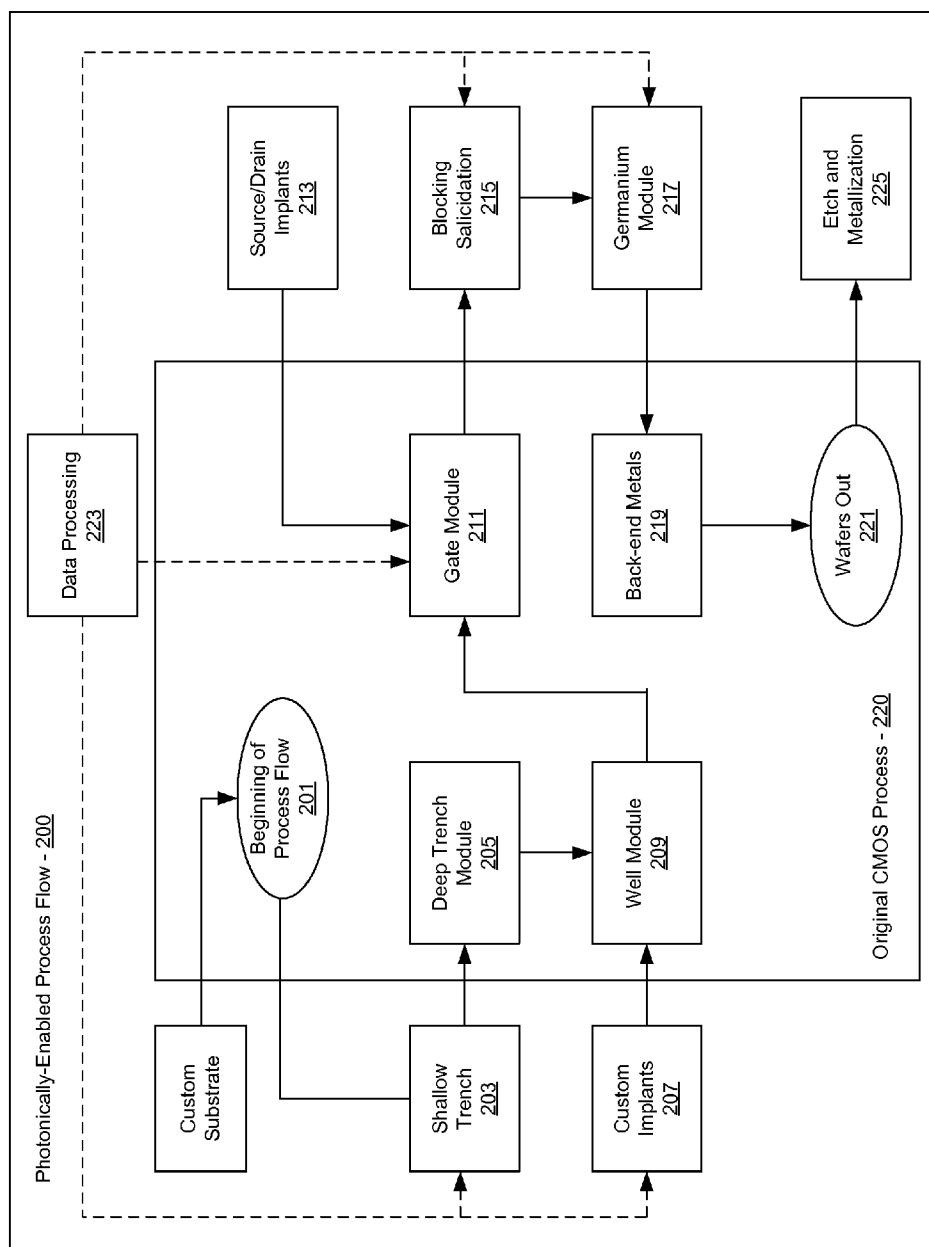 Photonically-Enabled Process Flow - 200
Data Processing
223
Custom
Substrate
Beginning of
Process Flow
201
Source/Drain
Implants
213
Shallow
Trench
203
Deep Trench
Module
205
Gate Module
211
Blocking
Salicidation
215
Custom
Implants
207
Well Module
209
Back-end Metals
219
Germanium
Module
217
Wafers Out
221
Etch and
Metallization
225
Original CMOS Process - 220